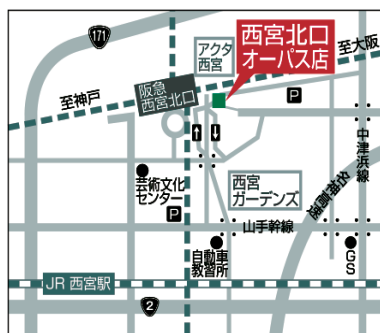 171
西宮北口
オーパス店
アクタ
西宮
至大阪
阪急
西宮北口
至神戸
P
中津浜線
名神高速
芸術文化
センター
P
西宮
ガーデンズ
山手幹線
自動車
教習所
GS
JR 西宮駅
2